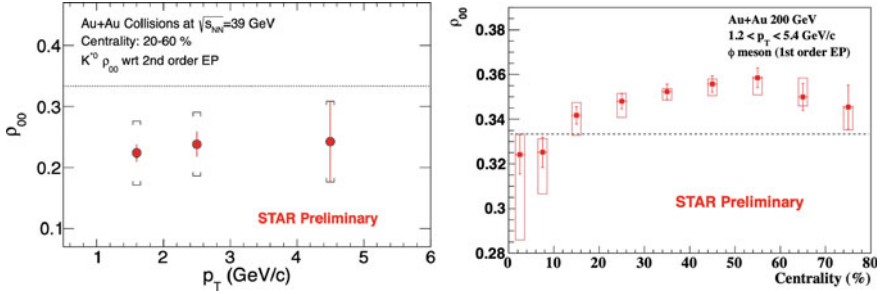 Au+Au Collisions at √s_NN=39 GeV
Centrality: 20-60 %
K*0 ρ00 wrt 2nd order EP
0.4
0.3
0.2
0.1
ρ00
STAR Preliminary
1 2 3 4 5 6
p_T (GeV/c)
ρ00
Au+Au 200 GeV
1.2 < p_T < 5.4 GeV/c
ϕ meson (1st order EP)
0.38
0.36
0.34
0.32
0.3
0.28
STAR Preliminary
0 10 20 30 40 50 60 70 80
Centrality (%)